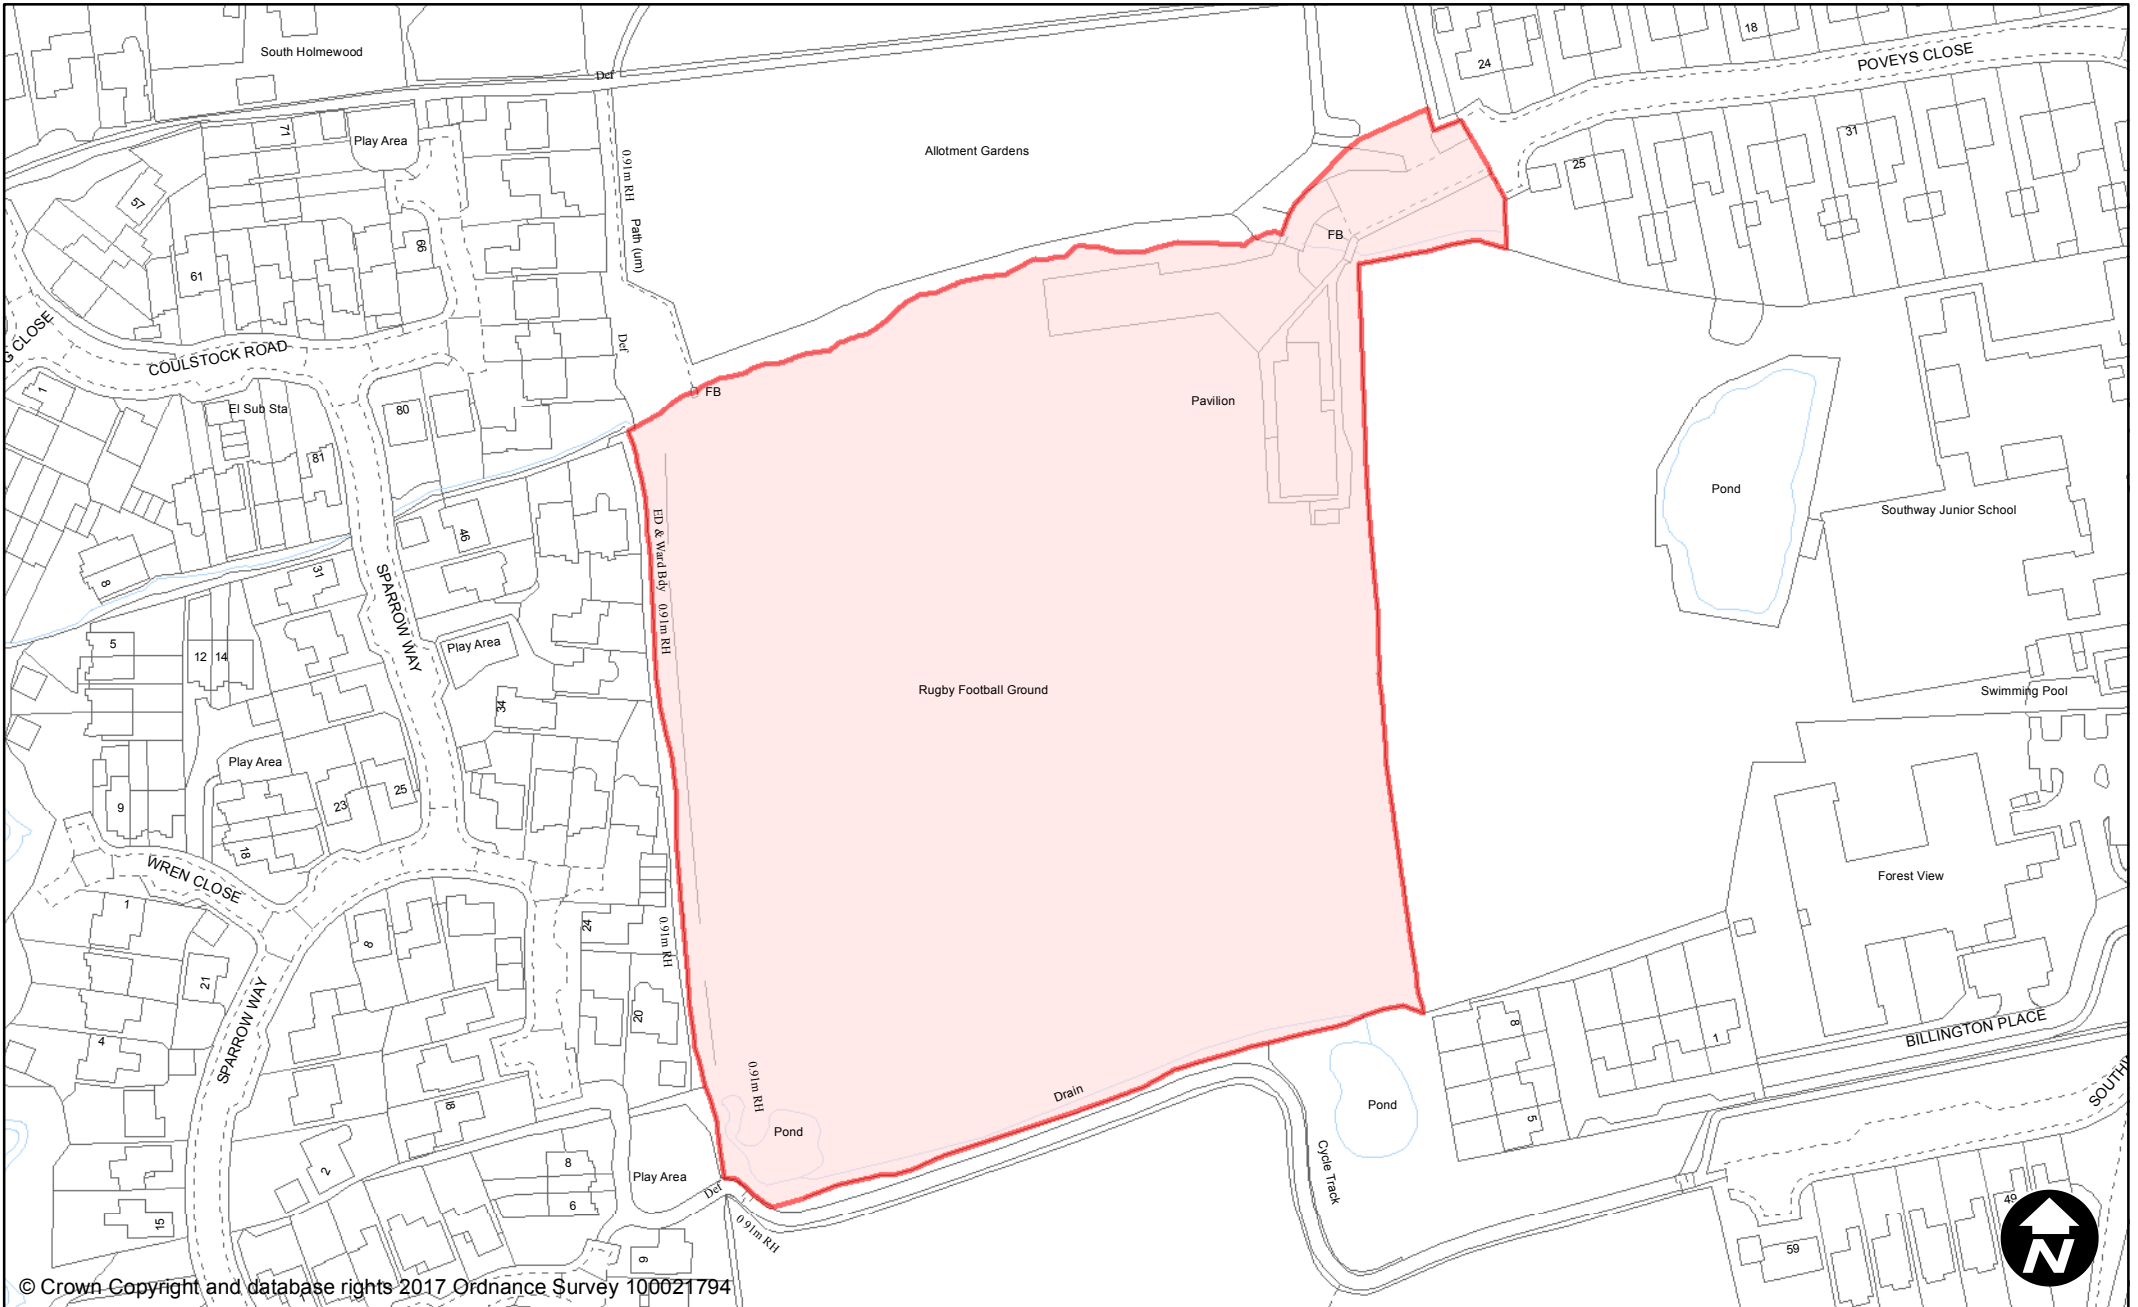 South Holmewood
Def
18
24
POVEYS CLOSE
71
Play Area
Allotment Gardens
31
25
0.91m RH
Path (um)
57
66
61
FB
G CLOSE
COULSTOCK ROAD
Def
1
El Sub Sta
80
FB
Pavilion
81
Pond
Southway Junior School
46
ED & Ward Bdy 0.91m RH
8
31
SPARROW WAY
5
12
14
Play Area
34
Rugby Football Ground
Swimming Pool
Play Area
9
23
25
18
WREN CLOSE
Forest View
1
8
24
0.91m RH
21
SPARROW WAY
20
8
1
BILLINGTON PLACE
4
0.91m RH
Drain
SOUTH
18
Pond
Pond
5
2
8
6
Play Area
Def
Cycle Track
15
0.91m RH
49
59
6
N
© Crown Copyright and database rights 2017 Ordnance Survey 100021794